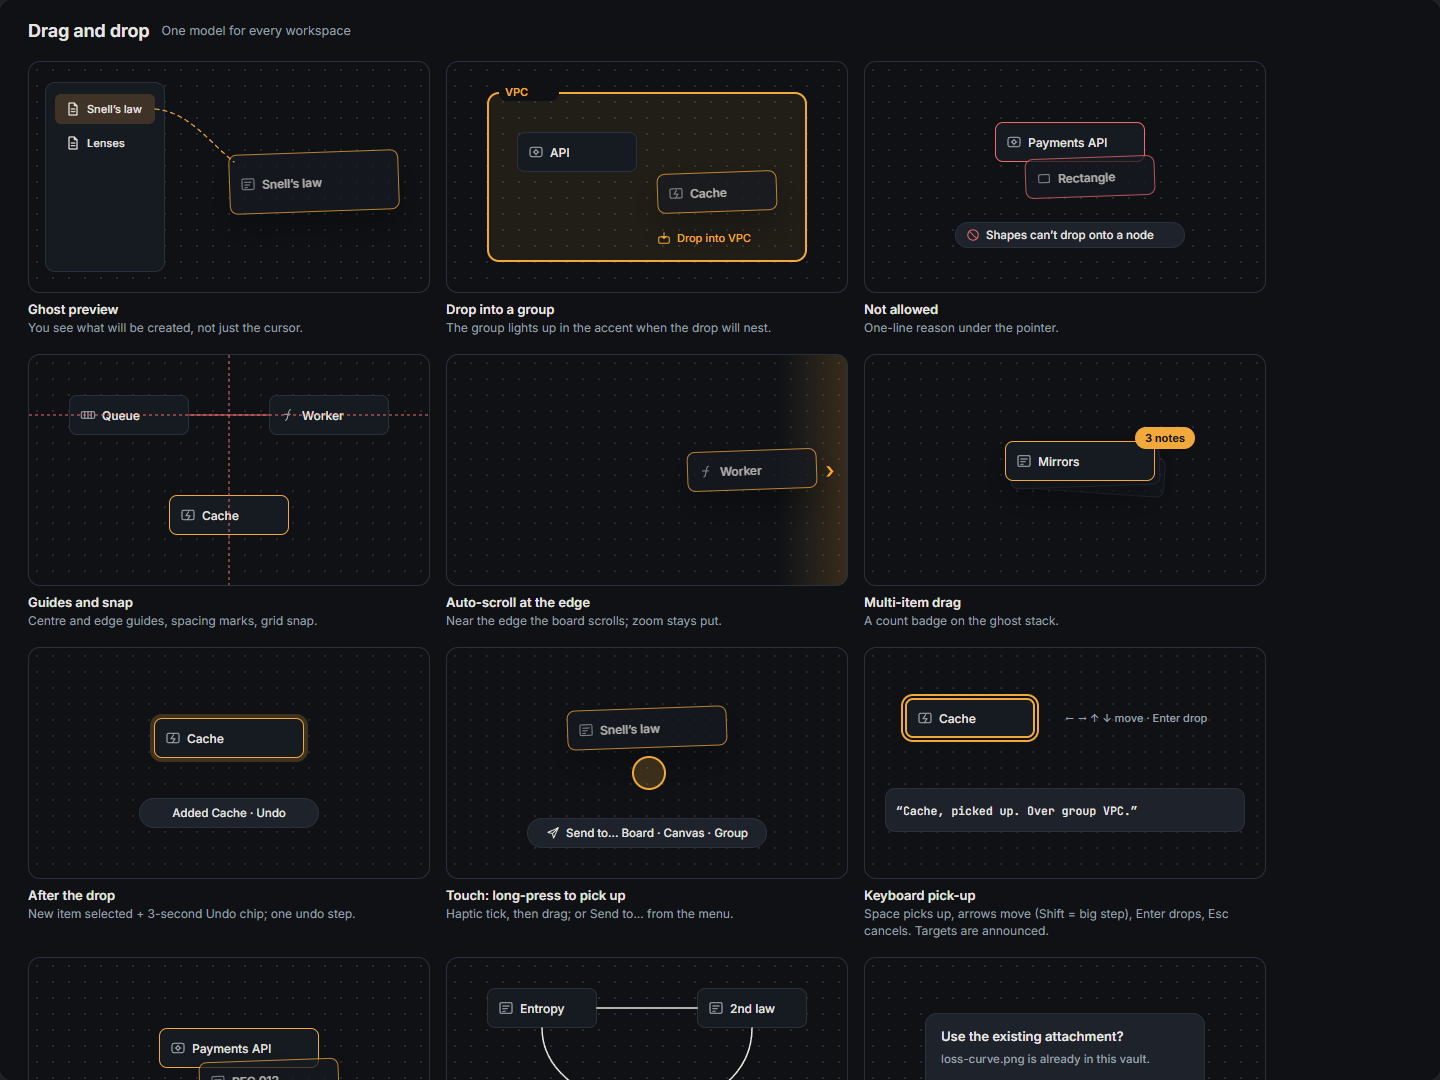 Drag and drop One model for every workspace
Snell's law
Lenses
Snell's law
Ghost preview
You see what will be created, not just the cursor.
VPC
API
Cache
Drop into VPC
Drop into a group
The group lights up in the accent when the drop will nest.
Payments API
Rectangle
Shapes can't drop onto a node
Not allowed
One-line reason under the pointer.
Queue
Worker
Cache
Guides and snap
Centre and edge guides, spacing marks, grid snap.
Worker
Auto-scroll at the edge
Near the edge the board scrolls; zoom stays put.
3 notes
Mirrors
Multi-item drag
A count badge on the ghost stack.
Cache
Added Cache · Undo
After the drop
New item selected + 3-second Undo chip; one undo step.
Snell's law
Send to... Board · Canvas · Group
Touch: long-press to pick up
Haptic tick, then drag; or Send to... from the menu.
Cache
← → ↑ ↓ move · Enter drop
“Cache, picked up. Over group VPC.”
Keyboard pick-up
Space picks up, arrows move (Shift = big step), Enter drops, Esc
cancels. Targets are announced.
Payments API
Entropy
2nd law
Use the existing attachment?
loss-curve.png is already in this vault.